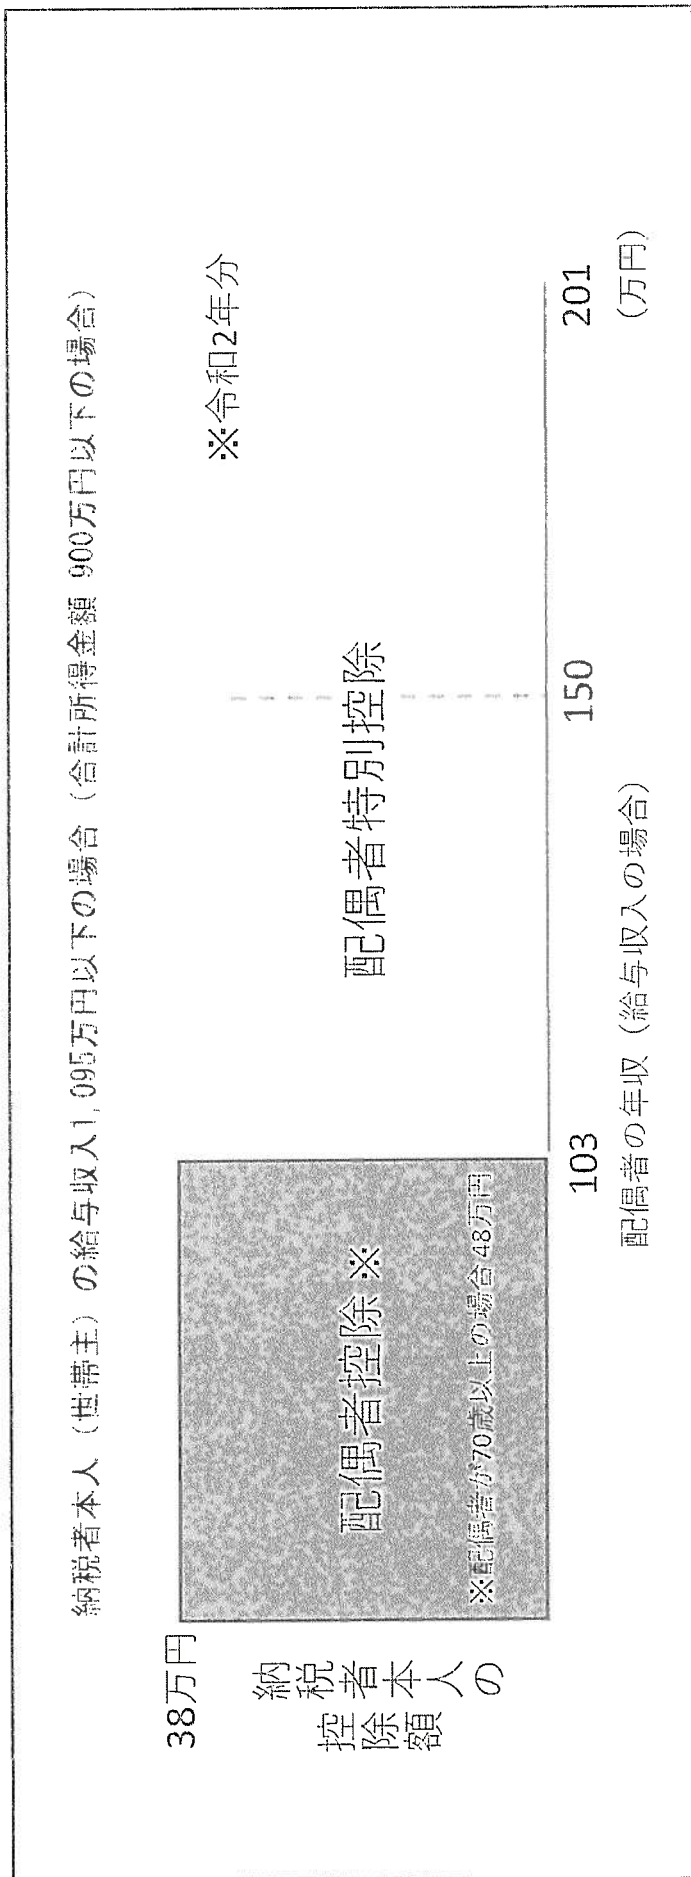 納税者本人（世帯主）の給与収入1,095万円以下の場合（合計所得金額 900万円以下の場合）
※令和2年分
38万円
納税者本人の
控除額
配偶者控除※
※配偶者が70歳以上の場合 48万円
配偶者特別控除
103
150
201
配偶者の年収（給与収入の場合）
（万円）